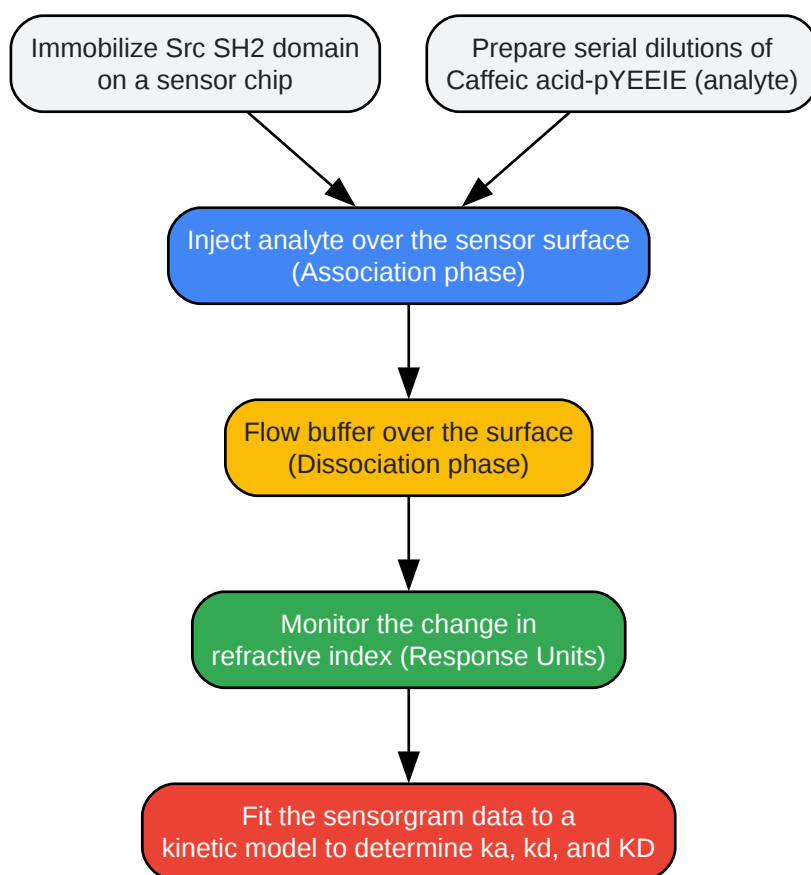 Immobilize Src SH2 domain
on a sensor chip
Prepare serial dilutions of
Caffeic acid-pYEEIE (analyte)
Inject analyte over the sensor surface
(Association phase)
Flow buffer over the surface
(Dissociation phase)
Monitor the change in
refractive index (Response Units)
Fit the sensorgram data to a
kinetic model to determine ka, kd, and KD